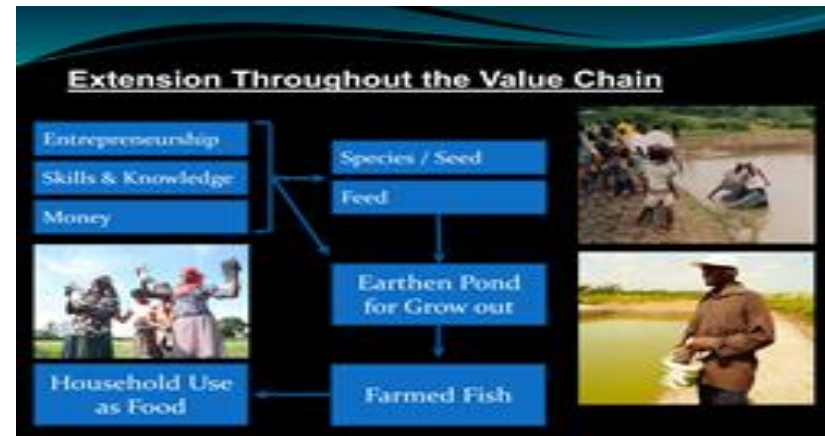 Extension Throughout the Value Chain
Entrepreneurship
Skills & Knowledge
Money
Species / Seed
Feed
Earthen Pond
for Grow out
Farmed Fish
Household Use
as Food